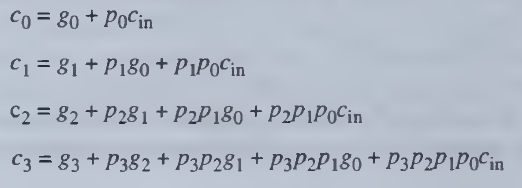 c₀ = g₀ + p₀cᵢₙ
c₁ = g₁ + p₁g₀ + p₁p₀cᵢₙ
c₂ = g₂ + p₂g₁ + p₂p₁g₀ + p₂p₁p₀cᵢₙ
c₃ = g₃ + p₃g₂ + p₃p₂g₁ + p₃p₂p₁g₀ + p₃p₂p₁p₀cᵢₙ